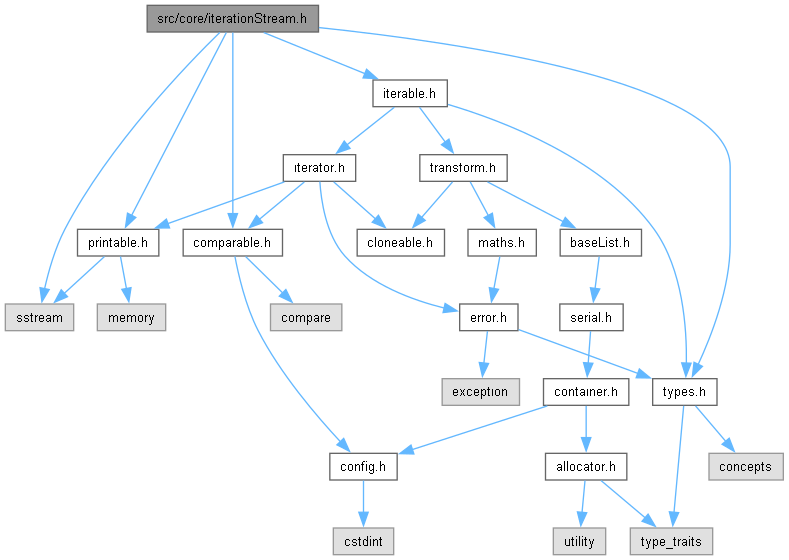 src/core/iterationStream.h
iterable.h
iterator.h
transform.h
printable.h
comparable.h
cloneable.h
maths.h
baseList.h
sstream
memory
compare
error.h
serial.h
exception
container.h
types.h
config.h
allocator.h
concepts
cstdint
utility
type_traits